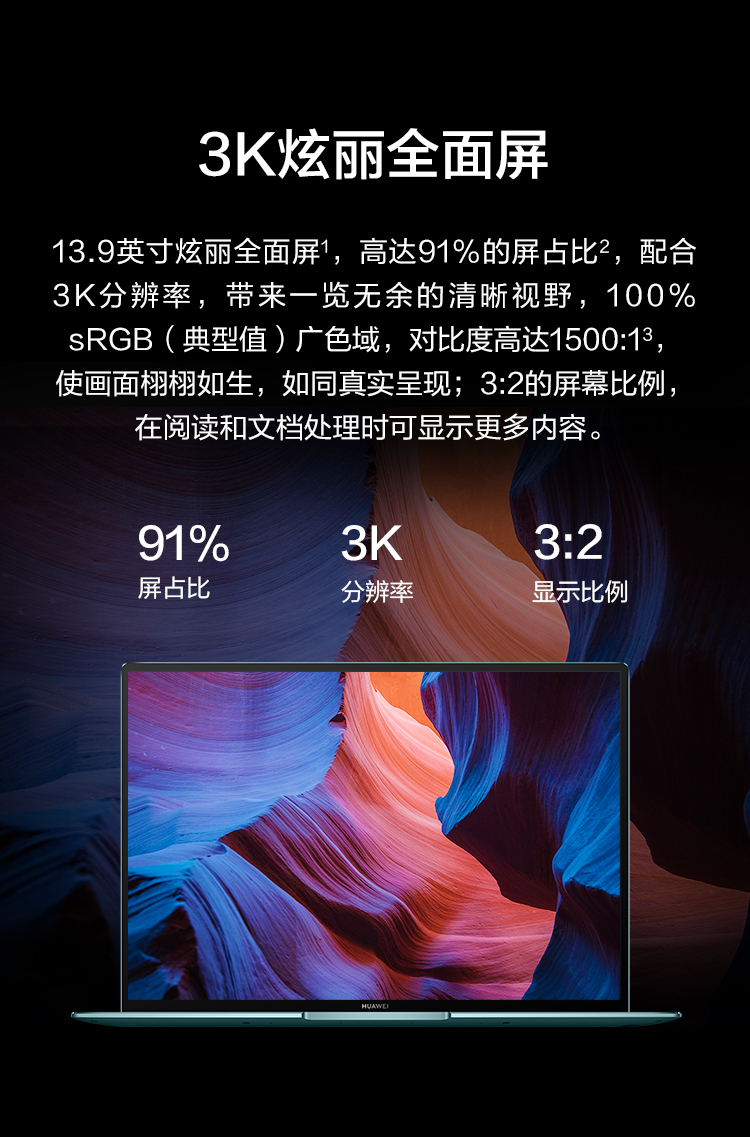 3K炫丽全面屏
13.9英寸炫丽全面屏¹，高达91%的屏占比²，配合
3K分辨率，带来一览无余的清晰视野，100%
sRGB（典型值）广色域，对比度高达1500:1³，
使画面栩栩如生，如同真实呈现；3:2的屏幕比例，
在阅读和文档处理时可显示更多内容。
91% 3K 3:2
屏占比 分辨率 显示比例
HUAWEI